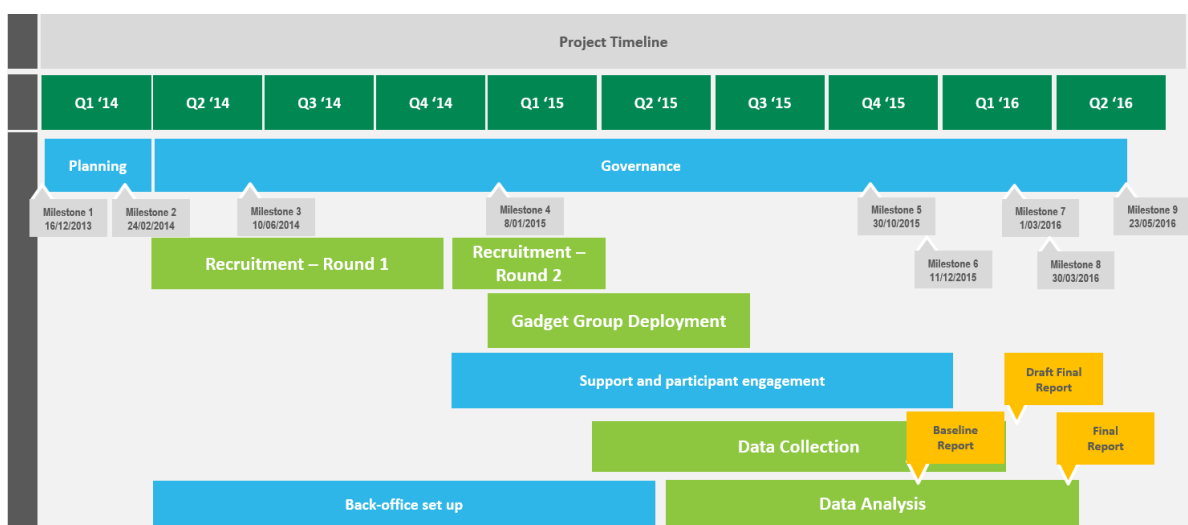 Project Timeline
Q1 ‘14
Q2 ‘14
Q3 ‘14
Q4 ‘14
Q1 ‘15
Q2 ‘15
Q3 ‘15
Q4 ‘15
Q1 ‘16
Q2 ‘16
Planning
Governance
Milestone 1
16/12/2013
Milestone 2
24/02/2014
Milestone 3
10/06/2014
Milestone 4
8/01/2015
Milestone 5
30/10/2015
Milestone 7
1/03/2016
Milestone 9
23/05/2016
Milestone 6
11/12/2015
Milestone 8
30/03/2016
Recruitment – Round 1
Recruitment –
Round 2
Gadget Group Deployment
Support and participant engagement
Draft Final
Report
Data Collection
Baseline
Report
Final
Report
Back-office set up
Data Analysis